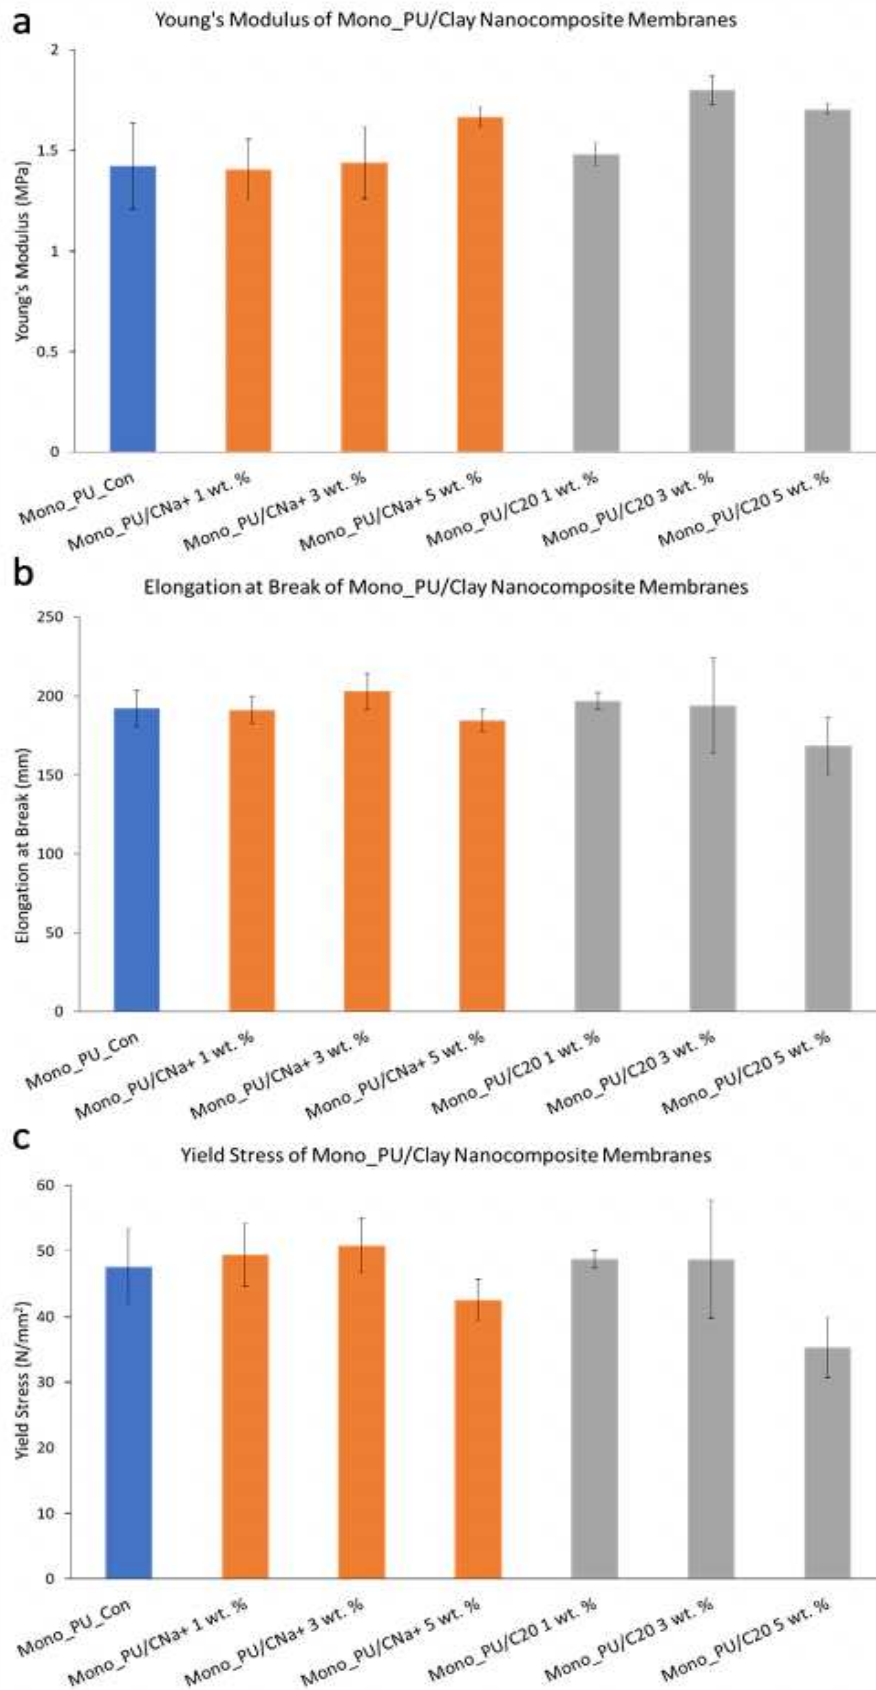 a
Young's Modulus of Mono_PU/Clay Nanocomposite Membranes
Young's Modulus (MPa)
2
1.5
1
0.5
0
Mono_PU_Con
Mono_PU/CNa+ 1 wt. %
Mono_PU/CNa+ 3 wt. %
Mono_PU/CNa+ 5 wt. %
Mono_PU/C20 1 wt. %
Mono_PU/C20 3 wt. %
Mono_PU/C20 5 wt. %
b
Elongation at Break of Mono_PU/Clay Nanocomposite Membranes
Elongation at Break (mm)
250
200
150
100
50
0
Mono_PU_Con
Mono_PU/CNa+ 1 wt. %
Mono_PU/CNa+ 3 wt. %
Mono_PU/CNa+ 5 wt. %
Mono_PU/C20 1 wt. %
Mono_PU/C20 3 wt. %
Mono_PU/C20 5 wt. %
c
Yield Stress of Mono_PU/Clay Nanocomposite Membranes
Yield Stress (N/mm²)
60
50
40
30
20
10
0
Mono_PU_Con
Mono_PU/CNa+ 1 wt. %
Mono_PU/CNa+ 3 wt. %
Mono_PU/CNa+ 5 wt. %
Mono_PU/C20 1 wt. %
Mono_PU/C20 3 wt. %
Mono_PU/C20 5 wt. %